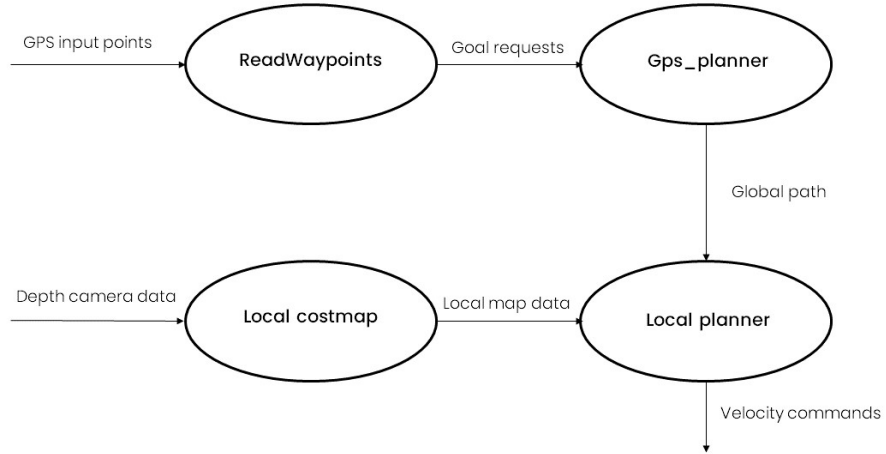 GPS input points
ReadWaypoints
Goal requests
Gps_planner
Global path
Depth camera data
Local costmap
Local map data
Local planner
Velocity commands